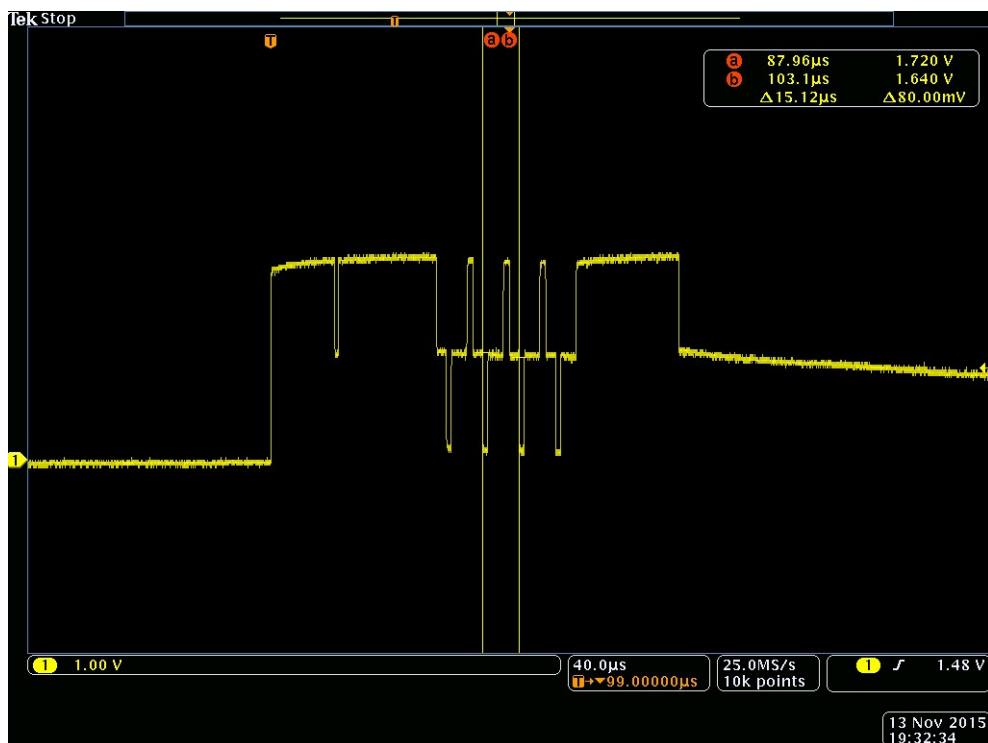 Tek Stop
T
T
a b
a 87.96µs 1.720 V
b 103.1µs 1.640 V
Δ15.12µs Δ80.00mV
1
1 1.00 V
40.0µs
T→▼99.00000µs
25.0MS/s
10k points
1 1.48 V
13 Nov 2015
19:32:34